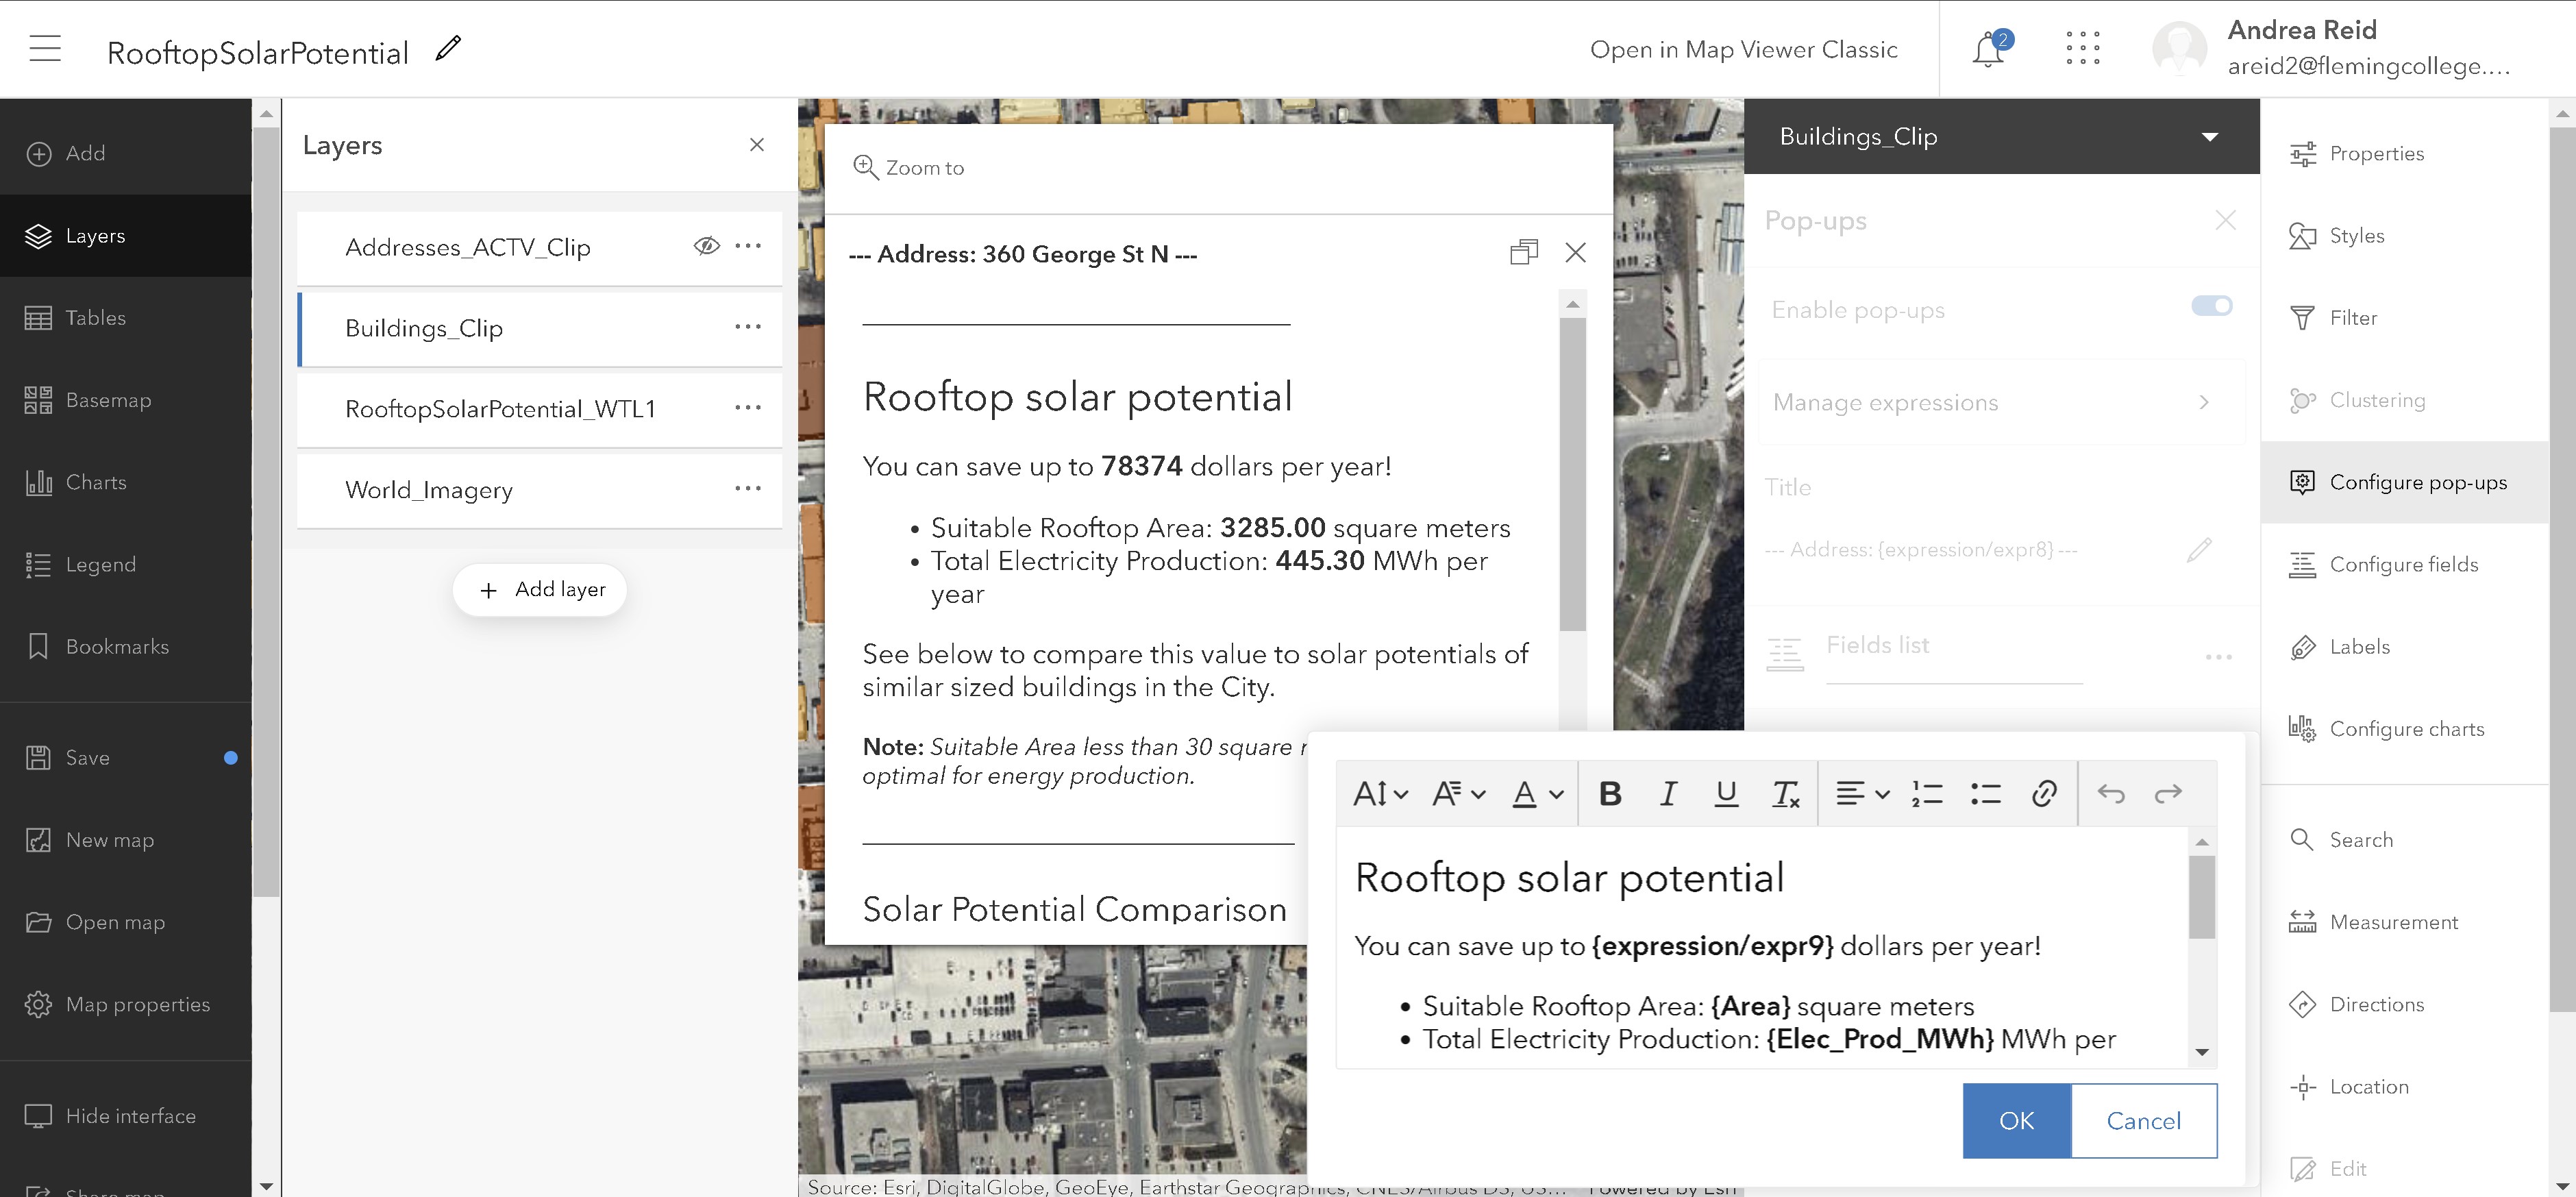 RooftopSolarPotential
Open in Map Viewer Classic
2
Andrea Reid
areid2@flemingcollege....
Add
Layers
Tables
Basemap
Charts
Legend
Bookmarks
Save
New map
Open map
Map properties
Hide interface
Share map
Layers
Addresses_ACTV_Clip
Buildings_Clip
RooftopSolarPotential_WTL1
World_Imagery
+ Add layer
Zoom to
--- Address: 360 George St N ---
Rooftop solar potential
You can save up to 78374 dollars per year!
• Suitable Rooftop Area: 3285.00 square meters
• Total Electricity Production: 445.30 MWh per
year
See below to compare this value to solar potentials of
similar sized buildings in the City.
Note: Suitable Area less than 30 square
optimal for energy production.
Solar Potential Comparison
Source: Esri, DigitalGlobe, GeoEye, Earthstar Geographics, CNES/Airbus DS, US... Powered by Esri
Buildings_Clip
Pop-ups
Enable pop-ups
Manage expressions
Title
--- Address: {expression/expr8} ---
Fields list
Rooftop solar potential
You can save up to {expression/expr9} dollars per year!
• Suitable Rooftop Area: {Area} square meters
• Total Electricity Production: {Elec_Prod_MWh} MWh per
OK
Cancel
Properties
Styles
Filter
Clustering
Configure pop-ups
Configure fields
Labels
Configure charts
Search
Measurement
Directions
Location
Edit